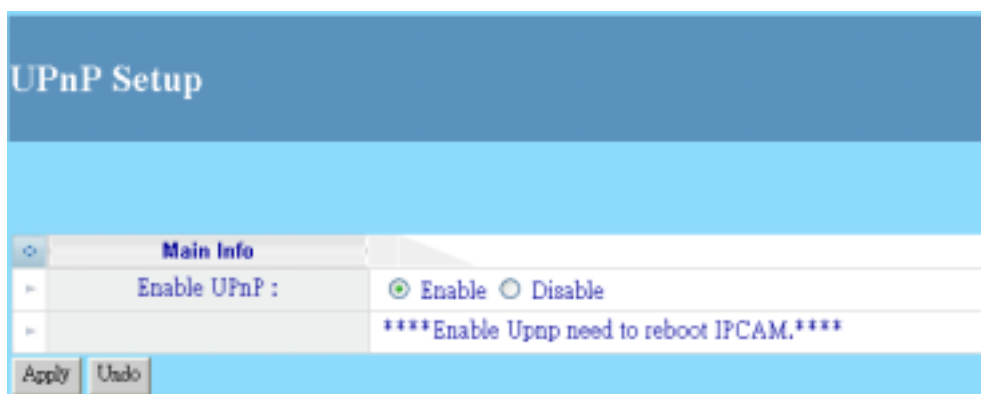 UPnP Setup
Main Info
Enable UPnP :
Enable Disable
****Enable Upnp need to reboot IPCAM.****
Apply Undo